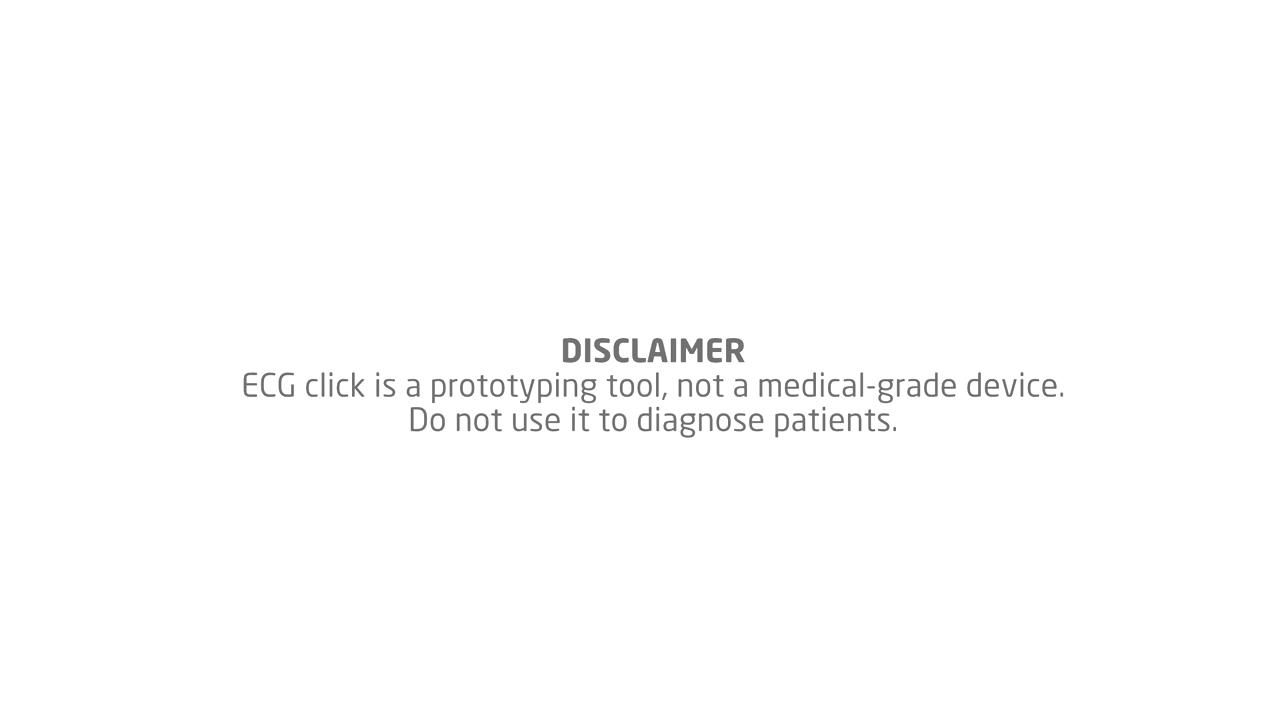 DISCLAIMER
ECG click is a prototyping tool, not a medical-grade device.
Do not use it to diagnose patients.